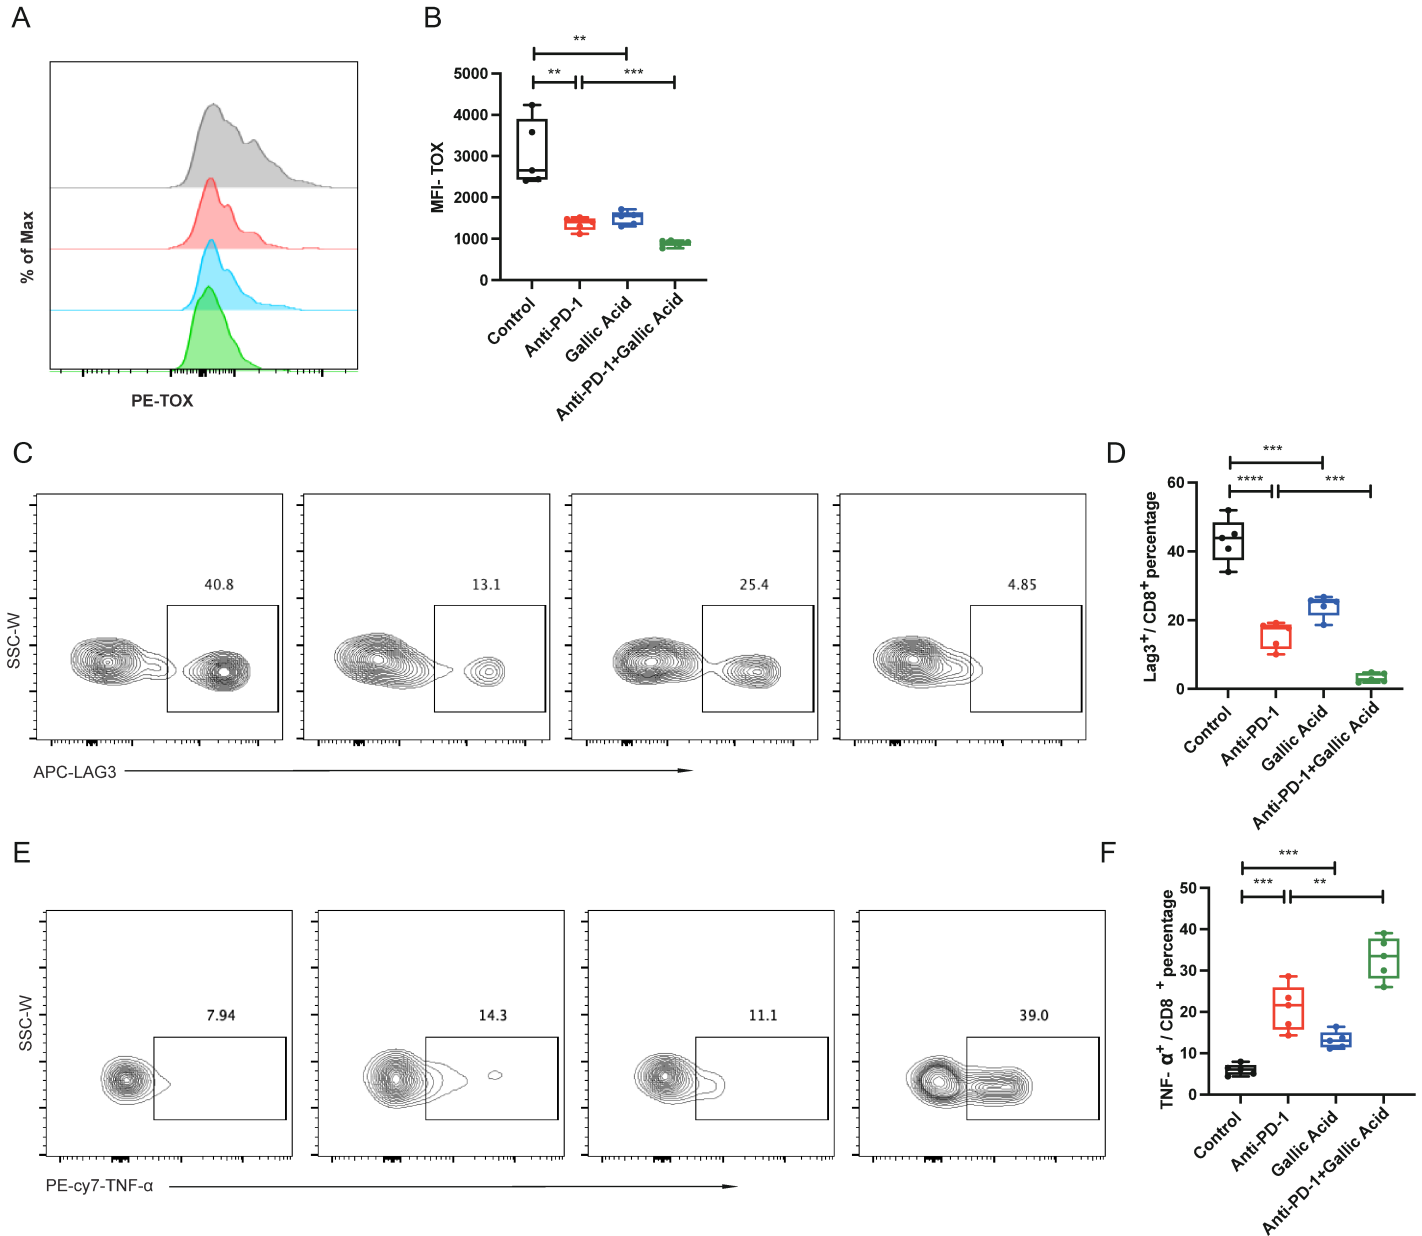 A
% of Max
PE-TOX
B
**
** ***
MFI- TOX
5000
4000
3000
2000
1000
0
Control
Anti-PD-1
Gallic Acid
Anti-PD-1+Gallic Acid
C
SSC-W
40.8
13.1
25.4
4.85
APC-LAG3
D
***
**** ***
Lag3+/ CD8+percentage
60
40
20
0
Control
Anti-PD-1
Gallic Acid
Anti-PD-1+Gallic Acid
E
SSC-W
7.94
14.3
11.1
39.0
PE-cy7-TNF-α
F
***
*** **
TNF- α+ / CD8 + percentage
50
40
30
20
10
0
Control
Anti-PD-1
Gallic Acid
Anti-PD-1+Gallic Acid